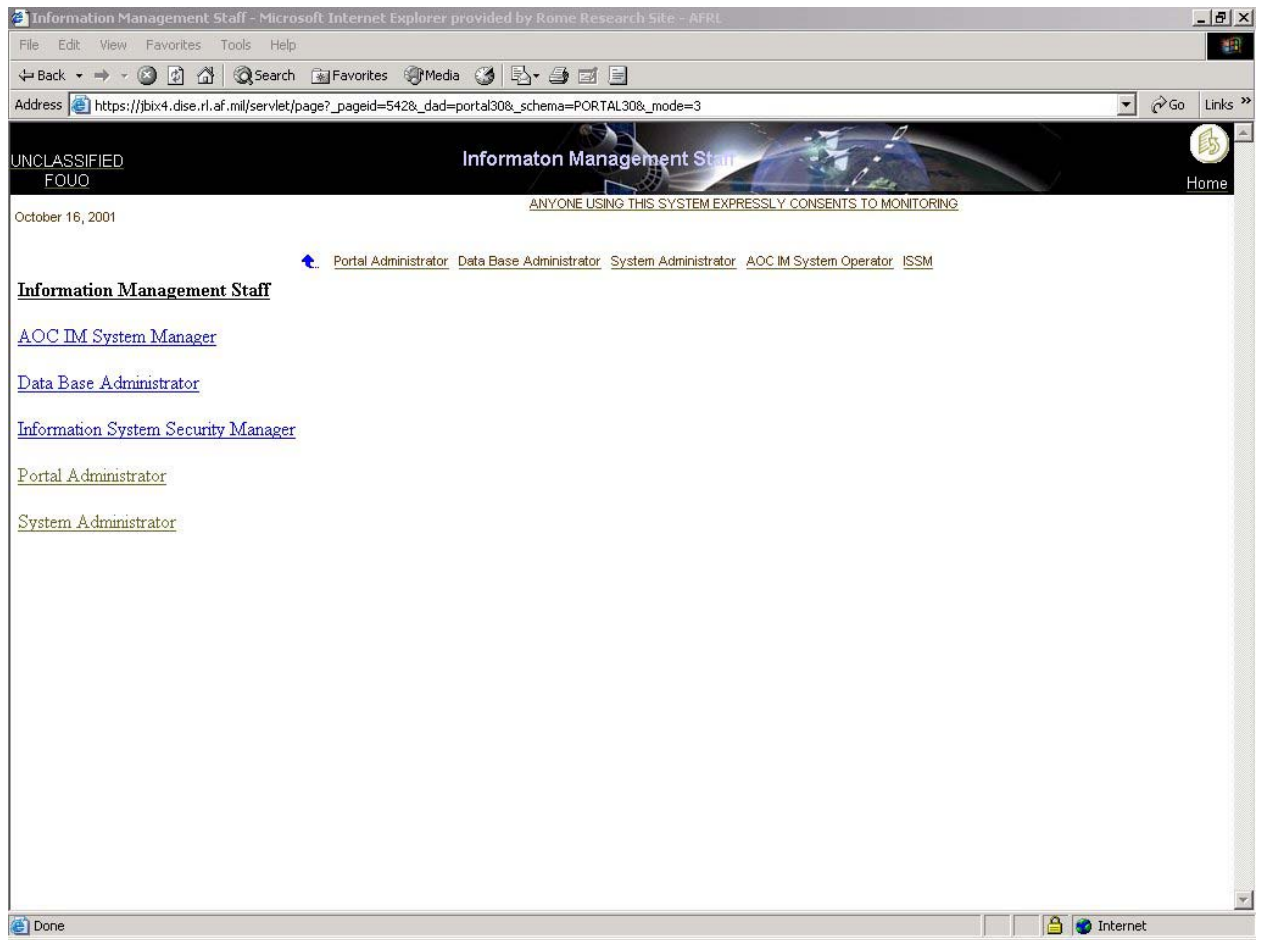 Information Management Staff - Microsoft Internet Explorer provided by Rome Research Site - AFRL
File Edit View Favorites Tools Help
Back Search Favorites Media
Address https://jbix4.dise.rl.af.mil/servlet/page?_pageid=542&_dad=portal30&_schema=PORTAL30&_mode=3 Go Links »
UNCLASSIFIED
FOUO
Informaton Management Staff
Home
ANYONE USING THIS SYSTEM EXPRESSLY CONSENTS TO MONITORING
October 16, 2001
Portal Administrator Data Base Administrator System Administrator AOC IM System Operator ISSM
Information Management Staff
AOC IM System Manager
Data Base Administrator
Information System Security Manager
Portal Administrator
System Administrator
Done Internet